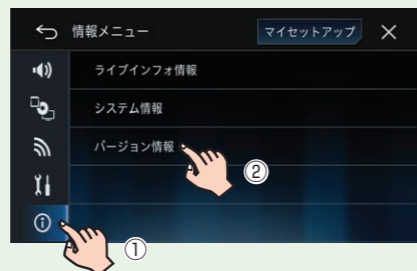 情報メニュー
マイセットアップ
ライブインフォ情報
システム情報
バージョン情報
②
①